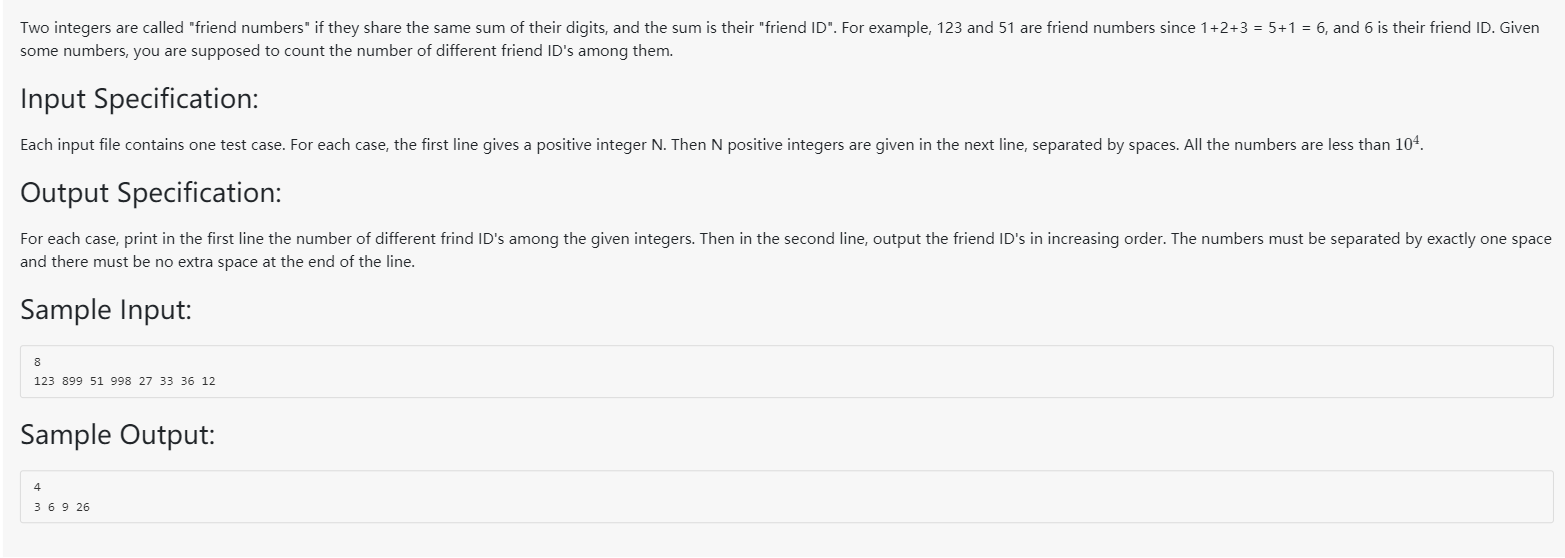 Two integers are called "friend numbers" if they share the same sum of their digits, and the sum is their "friend ID". For example, 123 and 51 are friend numbers since 1+2+3 = 5+1 = 6, and 6 is their friend ID. Given
some numbers, you are supposed to count the number of different friend ID's among them.
Input Specification:
Each input file contains one test case. For each case, the first line gives a positive integer N. Then N positive integers are given in the next line, separated by spaces. All the numbers are less than 10⁴.
Output Specification:
For each case, print in the first line the number of different frind ID's among the given integers. Then in the second line, output the friend ID's in increasing order. The numbers must be separated by exactly one space
and there must be no extra space at the end of the line.
Sample Input:
8
123 899 51 998 27 33 36 12
Sample Output:
4
3 6 9 26